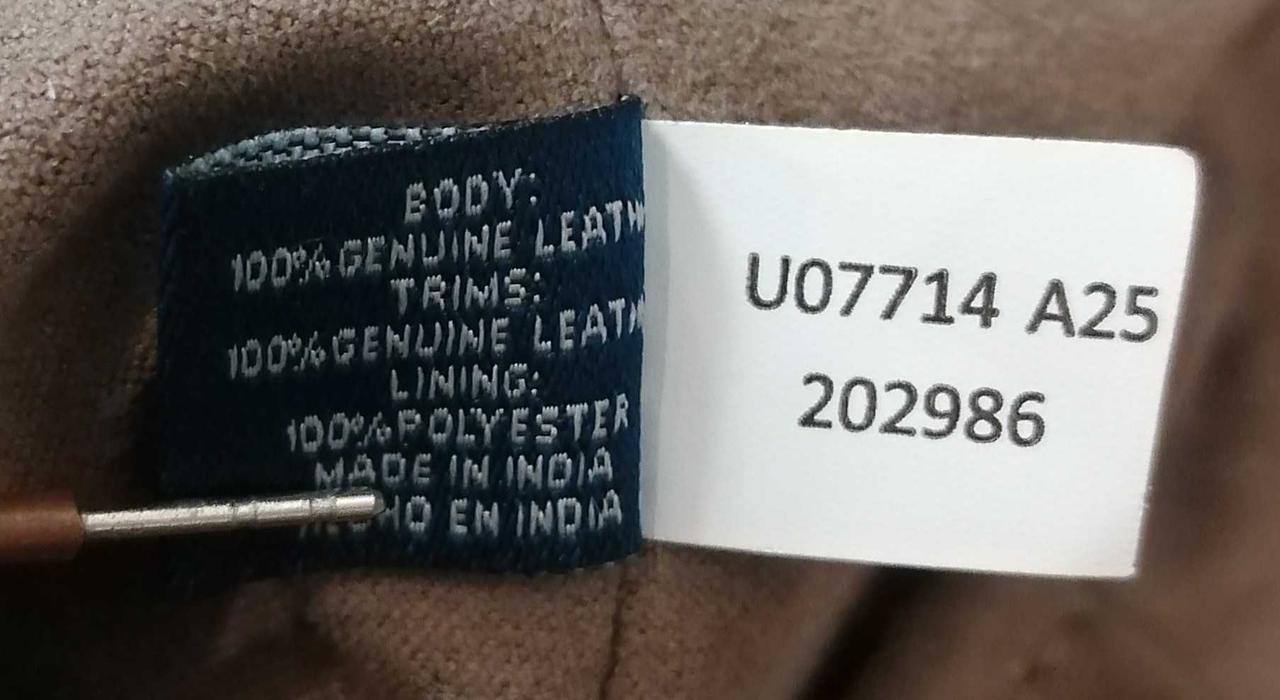 BODY:
100% GENUINE LEATH
TRIMS:
100% GENUINE LEATH
LINING:
100% POLYESTER
MADE IN INDIA
EN INDIA
U07714 A25
202986